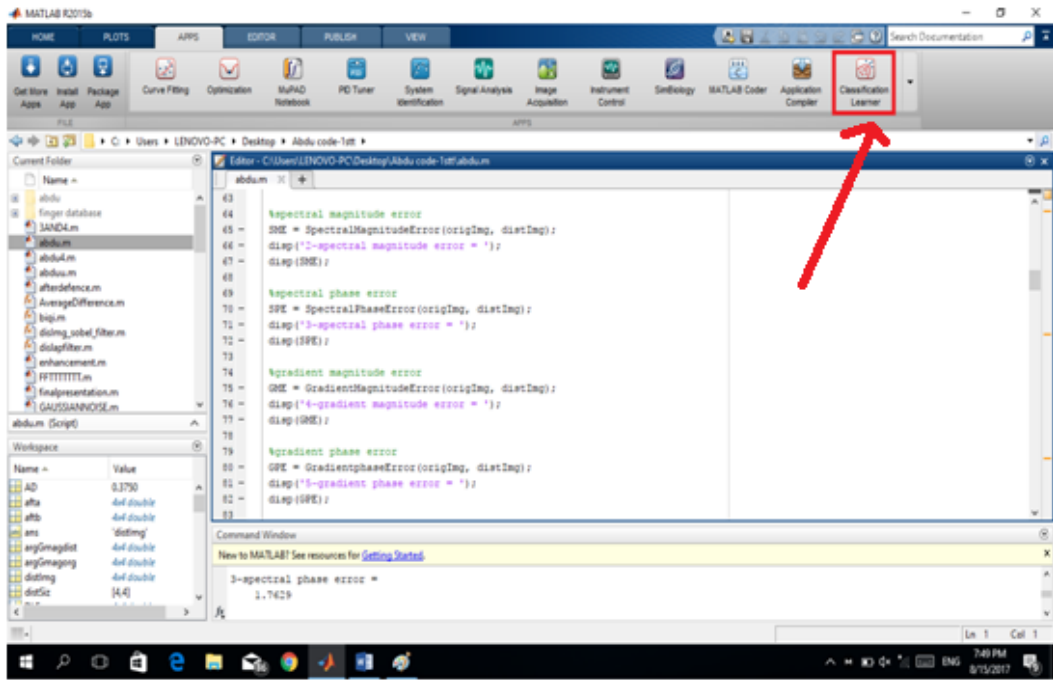 MATLAB R2015b
HOME PLOTS APPS EDITOR PUBLISH VIEW
Search Documentation
Get More Apps
Install App
Package App
Curve Fitting
Optimization
MuPAD Notebook
PID Tuner
System Identification
Signal Analysis
Image Acquisition
Instrument Control
SimBiology
MATLAB Coder
Application Compiler
Classification Learner
FILE
APPS
C: Users LENOVO-PC Desktop Abdu code-1stt
Current Folder
Name
abdu
finger database
3AND4.m
abdu.m
abdu4.m
abduu.m
afterdefence.m
AverageDifference.m
biqi.m
disImg_sobel_filter.m
dislapfilter.m
enhancement.m
FFTTTTTTT.m
finalpresentation.m
GAUSSIANNOISE.m
abdu.m (Script)
Workspace
Name Value
AD 0.3750
afta 4x4 double
aftb 4x4 double
ans 'distImg'
argGmagdist 4x4 double
argGmagorg 4x4 double
distImg 4x4 double
distSiz [4,4]
Editor - C:\Users\LENOVO-PC\Desktop\Abdu code-1stt\abdu.m
abdu.m
63
64 %spectral magnitude error
65 - SME = SpectralMagnitudeError(origImg, distImg);
66 - disp('2-spectral magnitude error = ');
67 - disp(SME);
68
69 %spectral phase error
70 - SPE = SpectralPhaseError(origImg, distImg);
71 - disp('3-spectral phase error = ');
72 - disp(SPE);
73
74 %gradient magnitude error
75 - GME = GradientMagnitudeError(origImg, distImg);
76 - disp('4-gradient magnitude error = ');
77 - disp(GME);
78
79 %gradient phase error
80 - GPE = GradientphaseError(origImg, distImg);
81 - disp('5-gradient phase error = ');
82 - disp(GPE);
83
Command Window
New to MATLAB? See resources for Getting Started.
3-spectral phase error =
1.7629
fx
Ln 1 Col 1
ENG
7:49 PM
8/15/2017